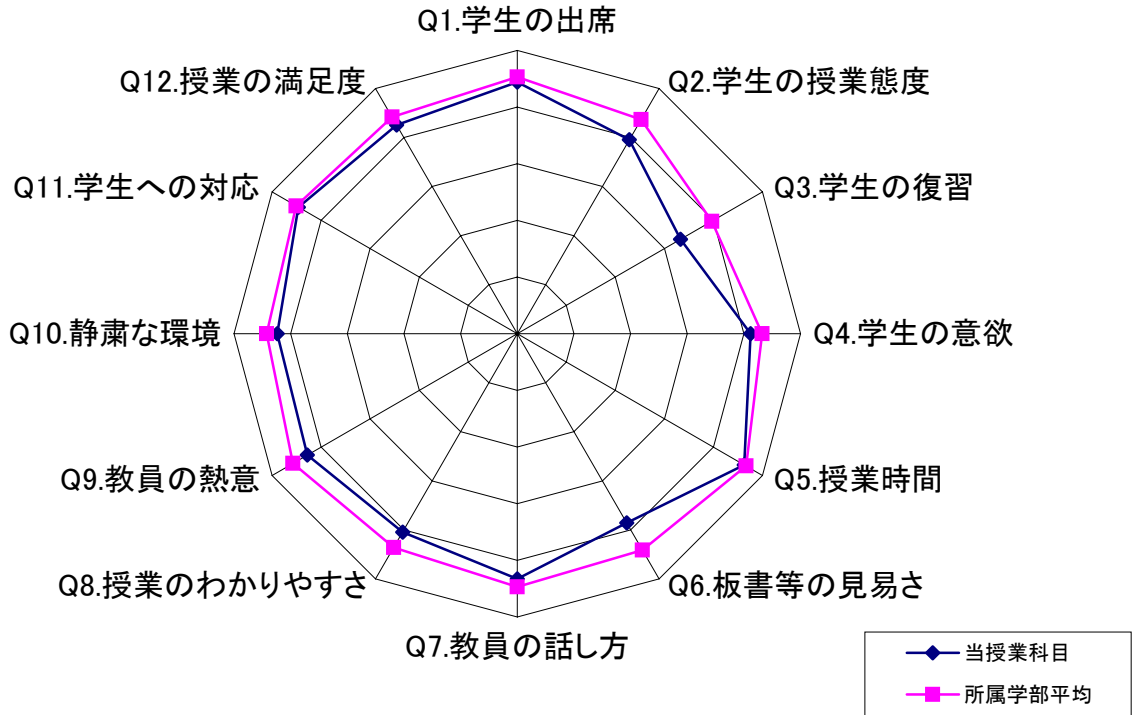 Q1.学生の出席
Q2.学生の授業態度
Q3.学生の復習
Q4.学生の意欲
Q5.授業時間
Q6.板書等の見易さ
Q7.教員の話し方
Q8.授業のわかりやすさ
Q9.教員の熱意
Q10.静粛な環境
Q11.学生への対応
Q12.授業の満足度
当授業科目
所属学部平均